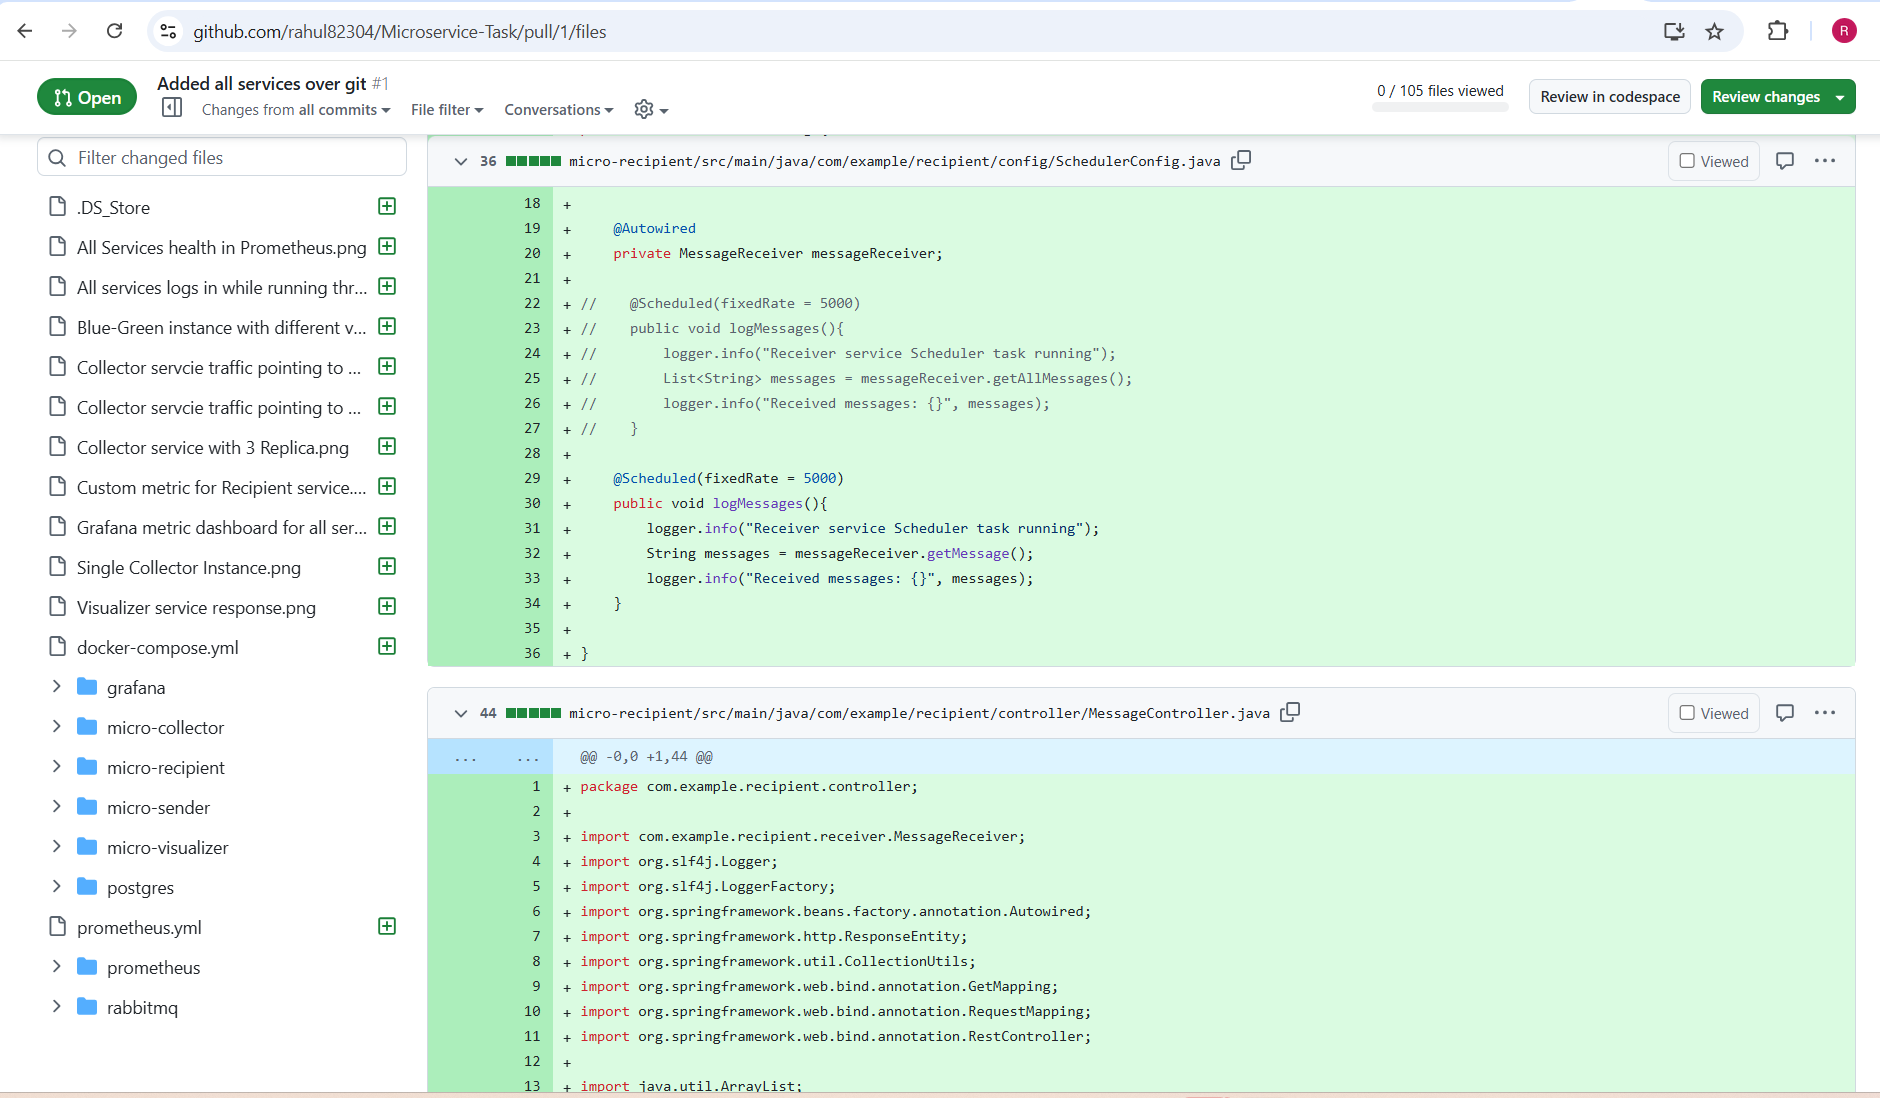 github.com/rahul82304/Microservice-Task/pull/1/files
R
Open
Added all services over git #1
Changes from all commits
File filter
Conversations
0 / 105 files viewed
Review in codespace
Review changes
Filter changed files
.DS_Store
All Services health in Prometheus.png
All services logs in while running thr...
Blue-Green instance with different v...
Collector servcie traffic pointing to ...
Collector servcie traffic pointing to ...
Collector service with 3 Replica.png
Custom metric for Recipient service....
Grafana metric dashboard for all ser...
Single Collector Instance.png
Visualizer service response.png
docker-compose.yml
grafana
micro-collector
micro-recipient
micro-sender
micro-visualizer
postgres
prometheus.yml
prometheus
rabbitmq
36 micro-recipient/src/main/java/com/example/recipient/config/SchedulerConfig.java
Viewed
18 +
19 + @Autowired
20 + private MessageReceiver messageReceiver;
21 +
22 + // @Scheduled(fixedRate = 5000)
23 + // public void logMessages(){
24 + // logger.info("Receiver service Scheduler task running");
25 + // List<String> messages = messageReceiver.getAllMessages();
26 + // logger.info("Received messages: {}", messages);
27 + // }
28 +
29 + @Scheduled(fixedRate = 5000)
30 + public void logMessages(){
31 + logger.info("Receiver service Scheduler task running");
32 + String messages = messageReceiver.getMessage();
33 + logger.info("Received messages: {}", messages);
34 + }
35 +
36 + }
44 micro-recipient/src/main/java/com/example/recipient/controller/MessageController.java
Viewed
... ... @@ -0,0 +1,44 @@
1 + package com.example.recipient.controller;
2 +
3 + import com.example.recipient.receiver.MessageReceiver;
4 + import org.slf4j.Logger;
5 + import org.slf4j.LoggerFactory;
6 + import org.springframework.beans.factory.annotation.Autowired;
7 + import org.springframework.http.ResponseEntity;
8 + import org.springframework.util.CollectionUtils;
9 + import org.springframework.web.bind.annotation.GetMapping;
10 + import org.springframework.web.bind.annotation.RequestMapping;
11 + import org.springframework.web.bind.annotation.RestController;
12 +
13 + import java.util.ArrayList;